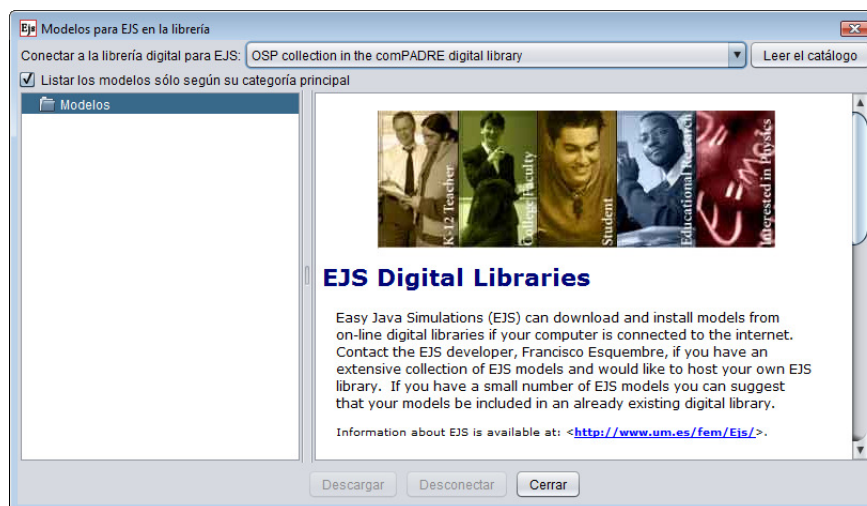 Ejs Modelos para EJS en la librería
Conectar a la librería digital para EJS: OSP collection in the comPADRE digital library Leer el catálogo
Listar los modelos sólo según su categoría principal
Modelos
K-12 Teacher
College Faculty
Student
Educational Research
Interested in Physics
EJS Digital Libraries
Easy Java Simulations (EJS) can download and install models from
on-line digital libraries if your computer is connected to the internet.
Contact the EJS developer, Francisco Esquembre, if you have an
extensive collection of EJS models and would like to host your own EJS
library. If you have a small number of EJS models you can suggest
that your models be included in an already existing digital library.
Information about EJS is available at: <http://www.um.es/fem/Ejs/>.
Descargar Desconectar Cerrar